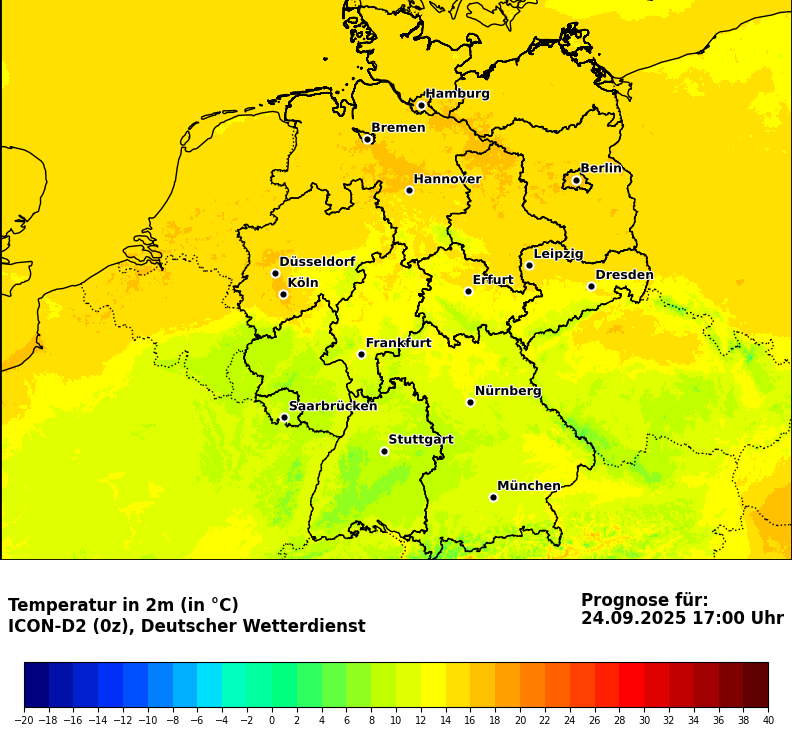 Hamburg
Bremen
Berlin
Hannover
Leipzig
Düsseldorf
Dresden
Köln
Erfurt
Frankfurt
Nürnberg
Saarbrücken
Stuttgart
München
Temperatur in 2m (in °C)
ICON-D2 (0z), Deutscher Wetterdienst
Prognose für:
24.09.2025 17:00 Uhr
−20 −18 −16 −14 −12 −10 −8 −6 −4 −2 0 2 4 6 8 10 12 14 16 18 20 22 24 26 28 30 32 34 36 38 40